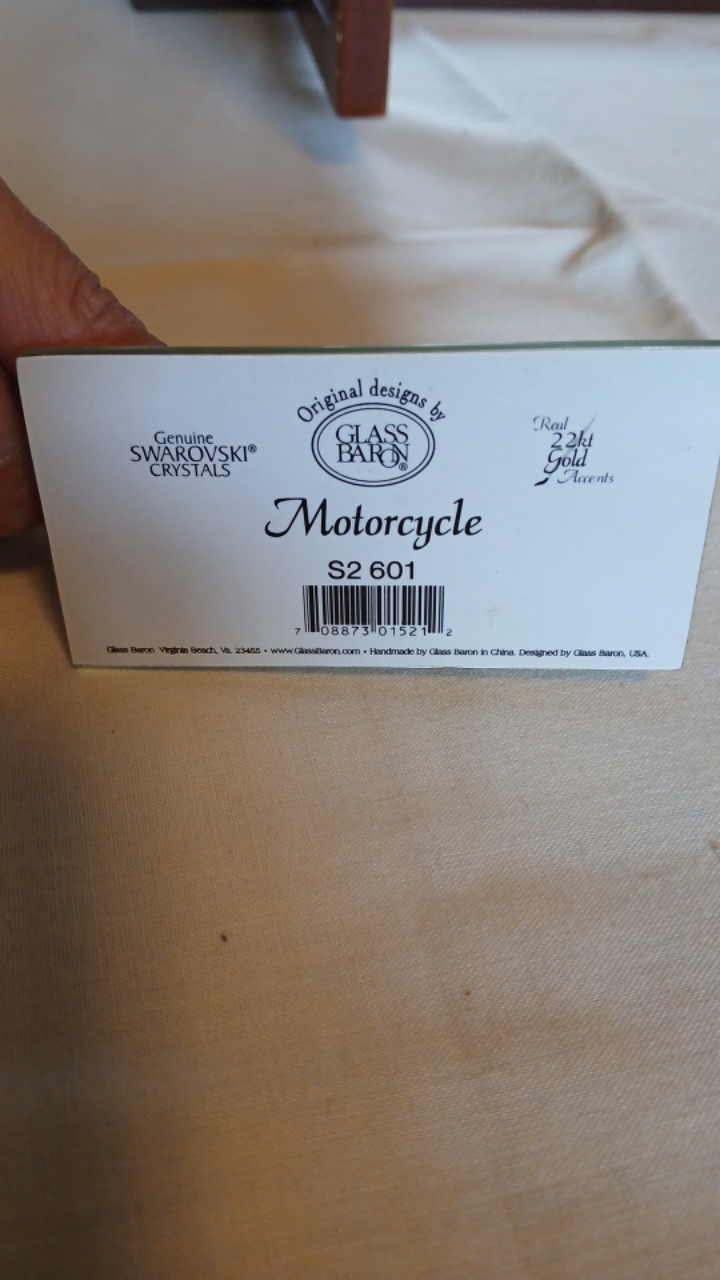 Original designs by
GLASS
BARON®
Genuine
SWAROVSKI®
CRYSTALS
Real
22kt
Gold
Accents
Motorcycle
S2 601
7 08873 01521 2
Glass Baron Virginia Beach, Va. 23455 • www.GlassBaron.com • Handmade by Glass Baron in China. Designed by Glass Baron, USA.